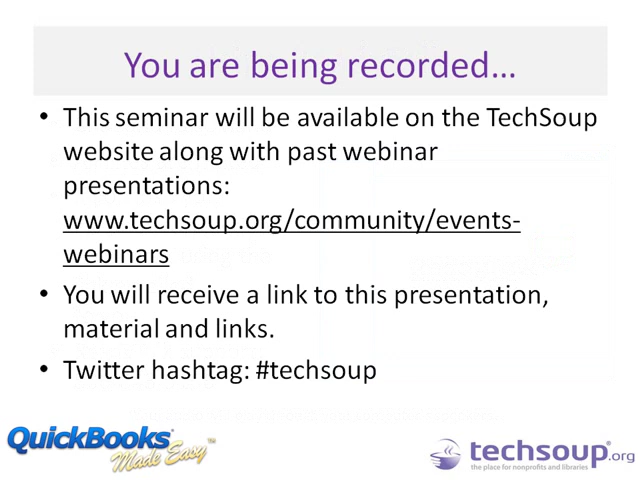 You are being recorded...
• This seminar will be available on the TechSoup
website along with past webinar
presentations:
www.techsoup.org/community/events-
webinars
• You will receive a link to this presentation,
material and links.
• Twitter hashtag: #techsoup
QuickBooks
Made Easy™
techsoup®.org
the place for nonprofits and libraries